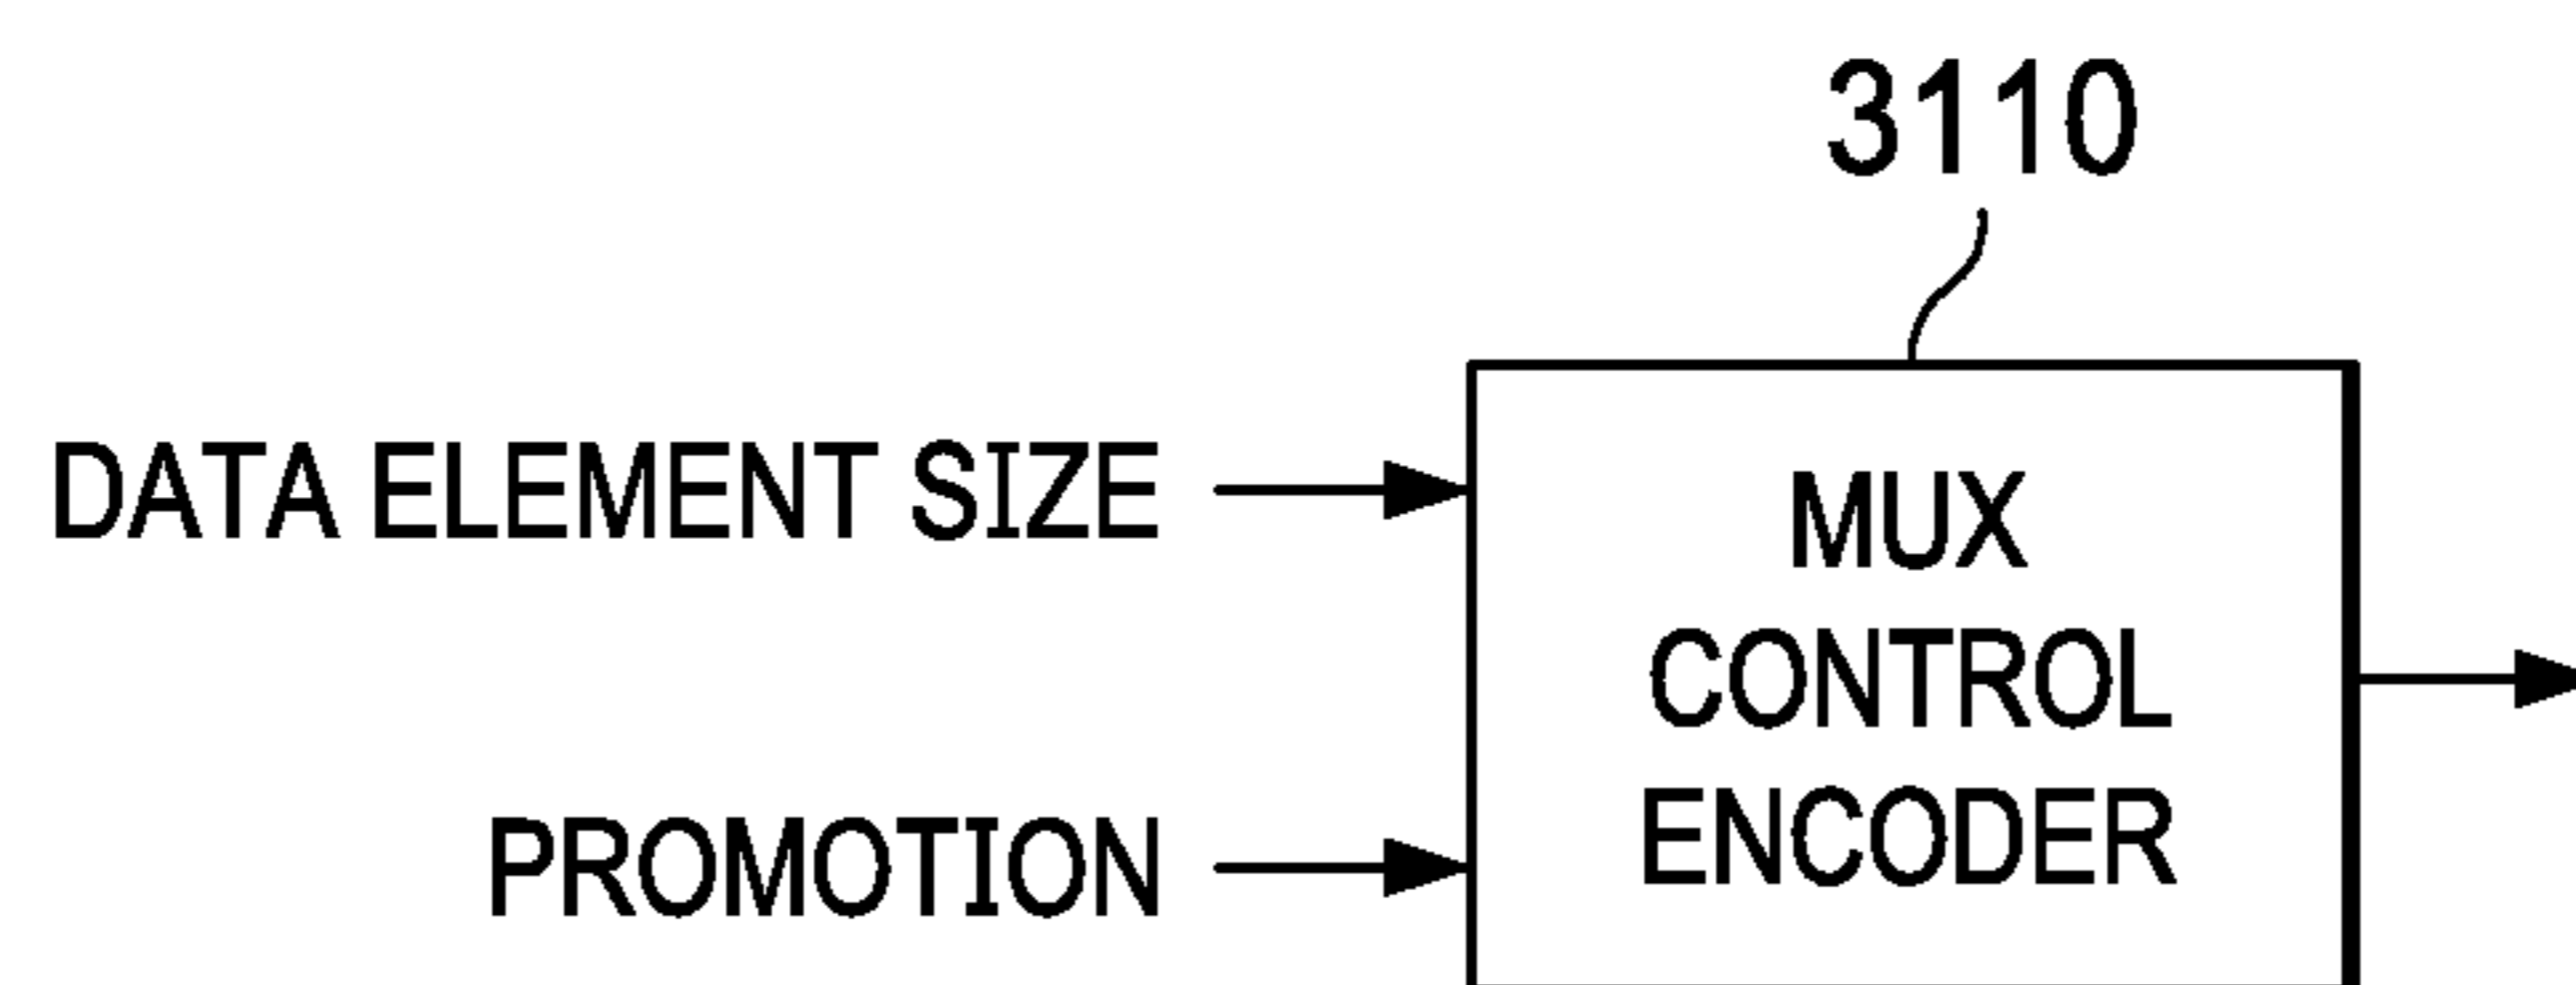 3110
DATA ELEMENT SIZE
MUX
CONTROL
ENCODER
PROMOTION